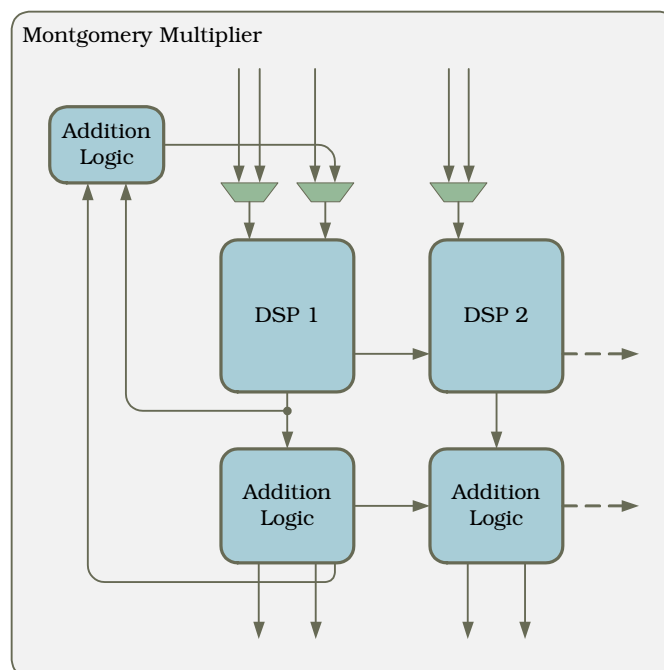 Montgomery Multiplier
Addition
Logic
DSP 1
DSP 2
Addition
Logic
Addition
Logic